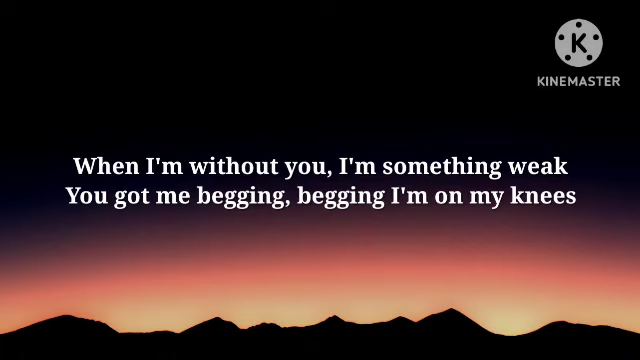 K
KINEMASTER
When I'm without you, I'm something weak
You got me begging, begging I'm on my knees